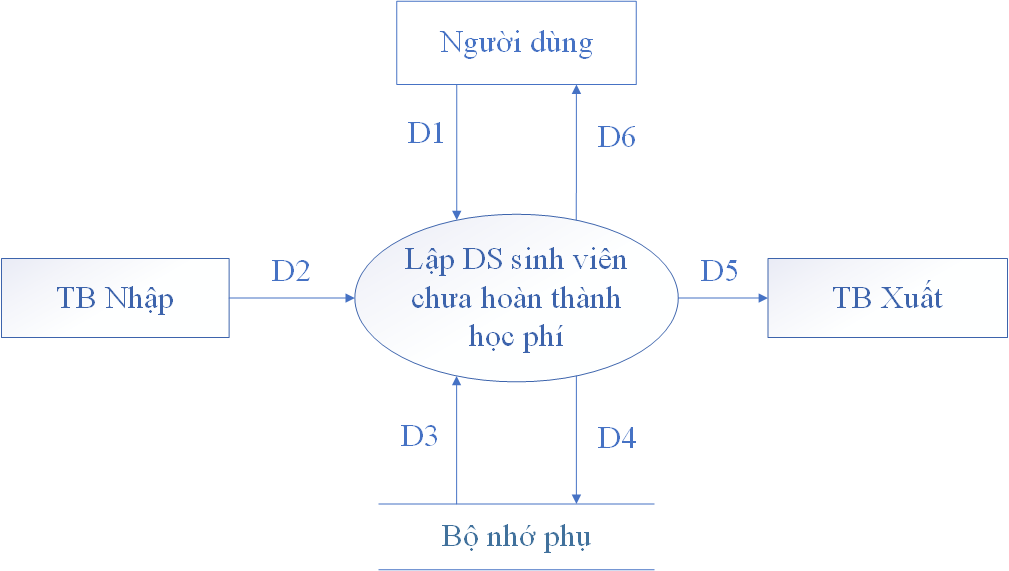 Người dùng
D1
D6
TB Nhập
D2
Lập DS sinh viên
chưa hoàn thành
học phí
D5
TB Xuất
D3
D4
Bộ nhớ phụ